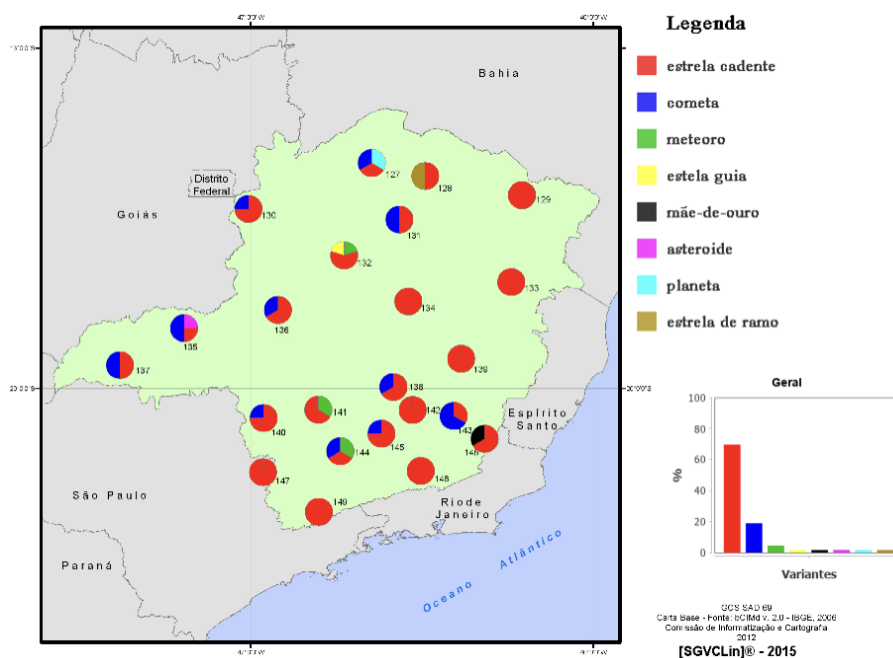 Legenda
estrela cadente
cometa
meteoro
estela guia
mãe-de-ouro
asteroide
planeta
estrela de ramo
Bahia
Distrito
Federal
Goiás
Espírito
Santo
São Paulo
Rio de
Janeiro
Paraná
Oceano Atlântico
127
128
129
130
131
132
133
134
135
136
137
138
139
140
141
142
143
144
145
147
149
20°0'0"S
Geral
%
100
80
60
40
20
0
Variantes
GCS SAD 69
Carta Base - Fonte: bCIMd v. 2.0 - IBGE, 2006
Comissão de Informatização e Cartografia
2012
[SGVCLin]® - 2015